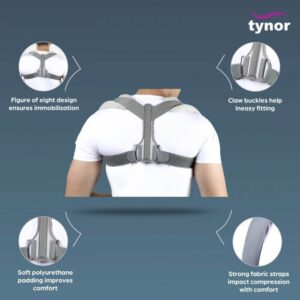 tynor
Figure of eight design
ensures immobilization
Claw buckles help
ineasy fitting
Soft polyurethane
padding improves
comfort
Strong fabric straps
impact compression
with comfort